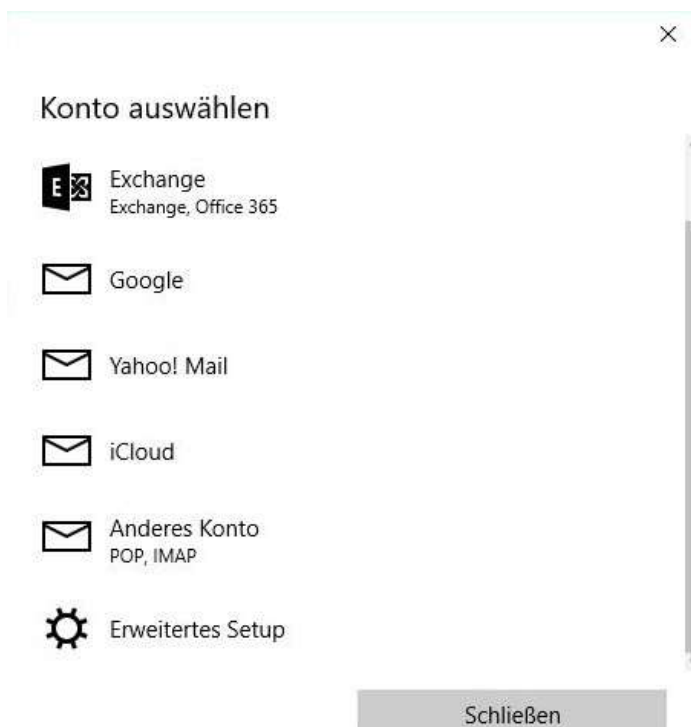 Konto auswählen
E
Exchange
Exchange, Office 365
Google
Yahoo! Mail
iCloud
Anderes Konto
POP, IMAP
Erweitertes Setup
Schließen